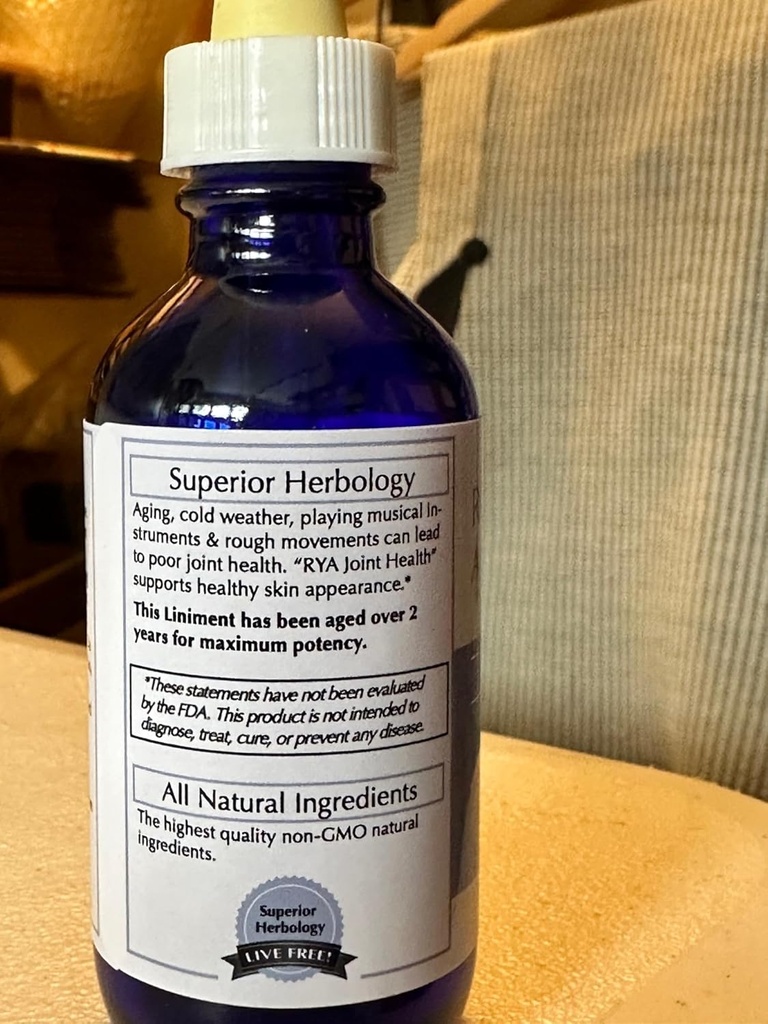 Superior Herbology
Aging, cold weather, playing musical in-
struments & rough movements can lead
to poor joint health. "RYA Joint Health"
supports healthy skin appearance.*
This Liniment has been aged over 2
years for maximum potency.
*These statements have not been evaluated
by the FDA. This product is not intended to
diagnose, treat, cure, or prevent any disease.
All Natural Ingredients
The highest quality non-GMO natural
ingredients.
Superior
Herbology
LIVE FREE!